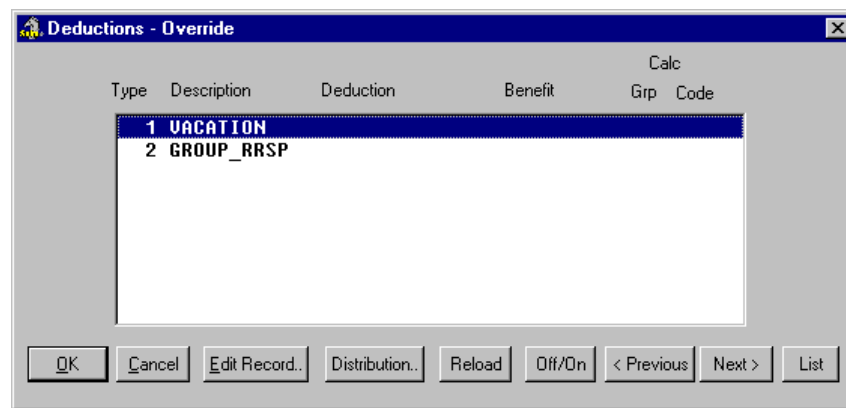 Deductions - Override
Calc
Type Description Deduction Benefit Grp Code
1 VACATION
2 GROUP_RRSP
OK Cancel Edit Record.. Distribution.. Reload Off/On < Previous Next > List